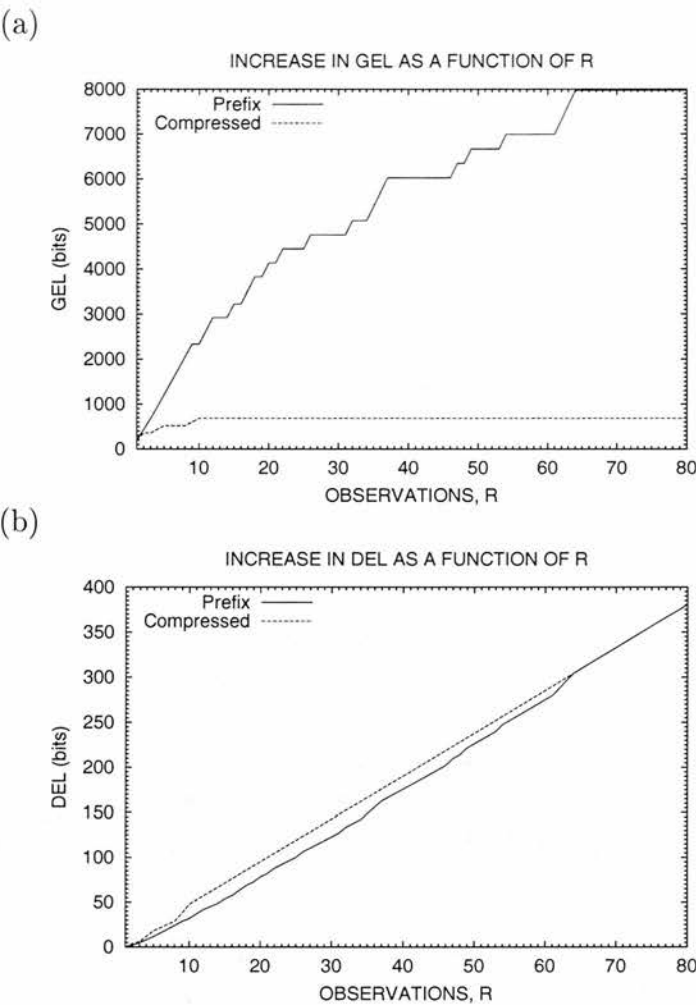 (a)
INCREASE IN GEL AS A FUNCTION OF R
Prefix
Compressed
8000
7000
6000
5000
4000
3000
2000
1000
0
GEL (bits)
10 20 30 40 50 60 70 80
OBSERVATIONS, R
(b)
INCREASE IN DEL AS A FUNCTION OF R
Prefix
Compressed
400
350
300
250
200
150
100
50
0
DEL (bits)
10 20 30 40 50 60 70 80
OBSERVATIONS, R